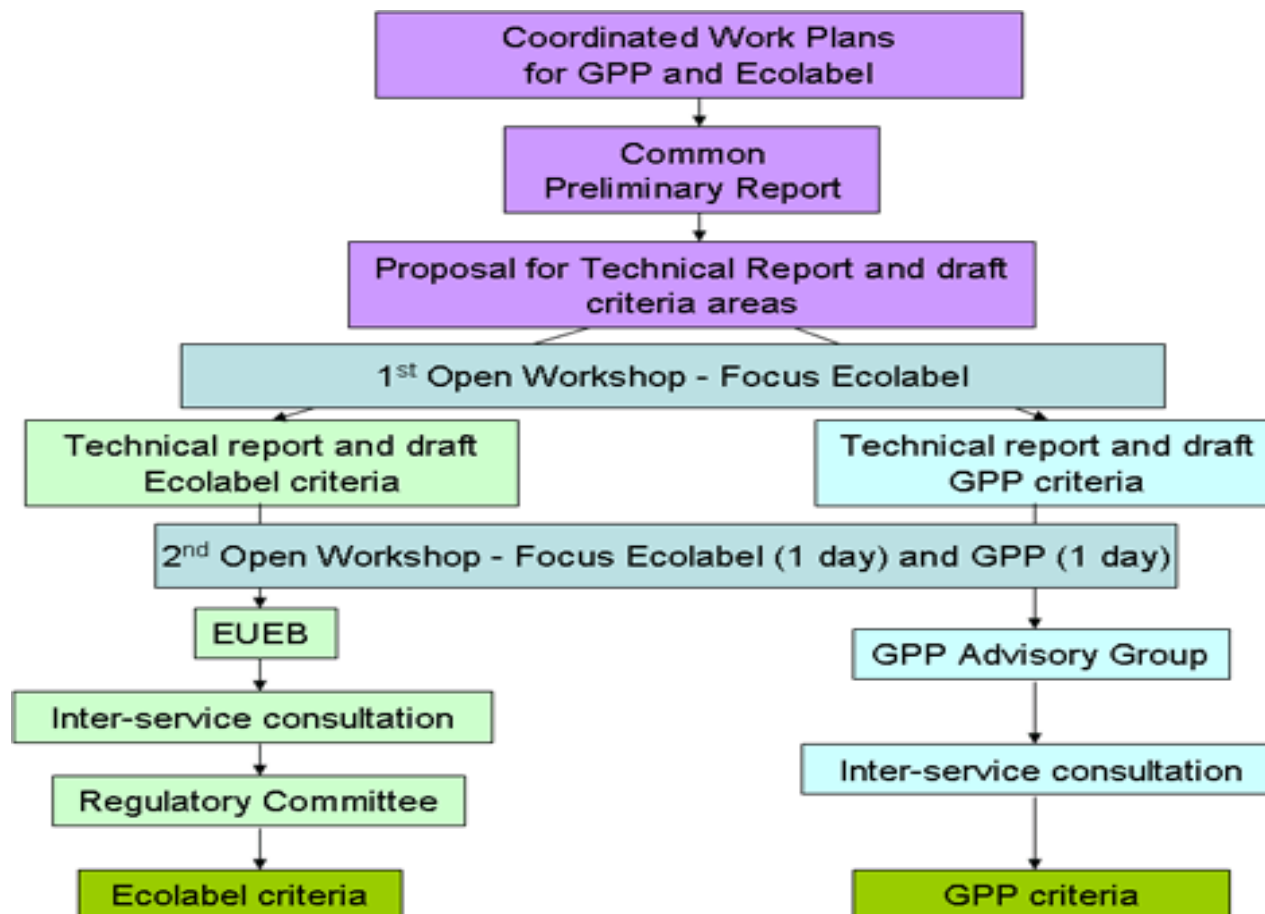 Coordinated Work Plans
for GPP and Ecolabel
Common
Preliminary Report
Proposal for Technical Report and draft
criteria areas
1st Open Workshop - Focus Ecolabel
Technical report and draft
Ecolabel criteria
Technical report and draft
GPP criteria
2nd Open Workshop - Focus Ecolabel (1 day) and GPP (1 day)
EUEB
GPP Advisory Group
Inter-service consultation
Inter-service consultation
Regulatory Committee
Ecolabel criteria
GPP criteria